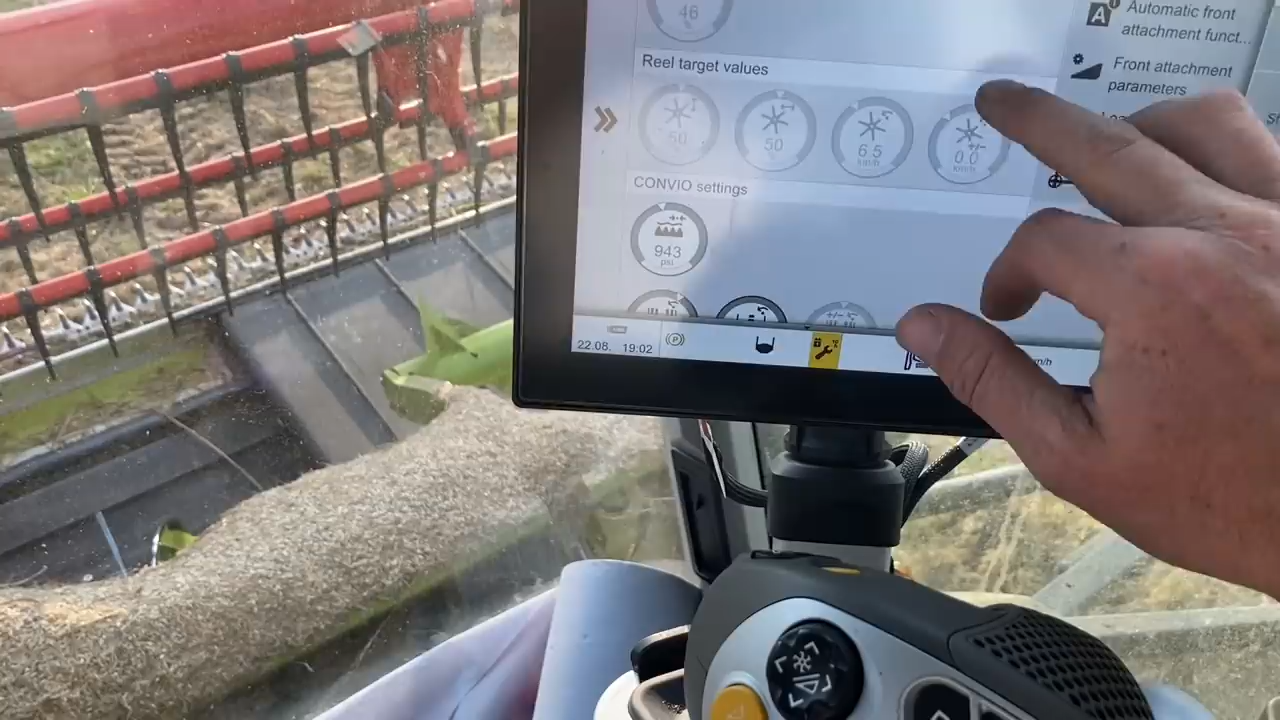 46
Automatic front
attachment funct...
Reel target values
Front attachment
parameters
50
50
6.5
km/h
0.0
km/h
CONVIO settings
943
psi
22.08. 19:02